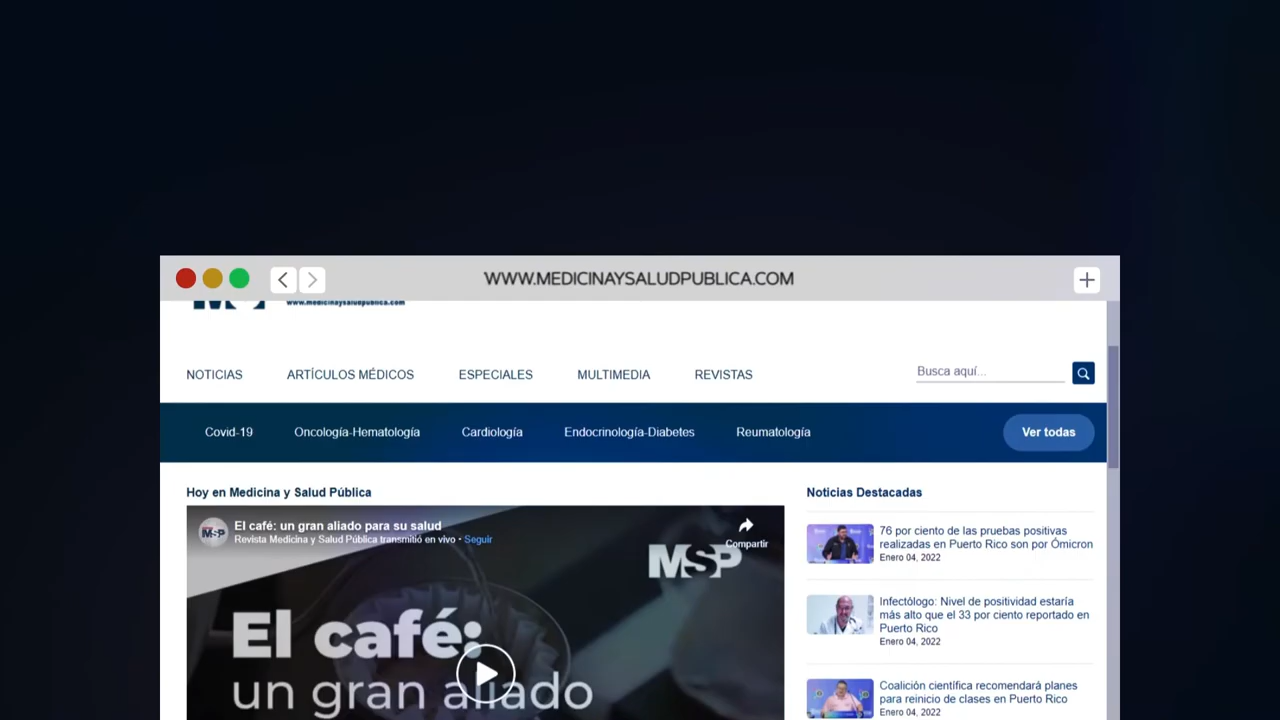 WWW.MEDICINAYSALUDPUBLICA.COM
www.medicinaysaludpublica.com
NOTICIAS
ARTÍCULOS MÉDICOS
ESPECIALES
MULTIMEDIA
REVISTAS
Busca aquí...
Covid-19
Oncología-Hematología
Cardiología
Endocrinología-Diabetes
Reumatología
Ver todas
Hoy en Medicina y Salud Pública
MSP
El café: un gran aliado para su salud
Revista Medicina y Salud Pública transmitió en vivo • Seguir
Compartir
MSP
El café:
un gran aliado
Noticias Destacadas
76 por ciento de las pruebas positivas
realizadas en Puerto Rico son por Ómicron
Enero 04, 2022
Infectólogo: Nivel de positividad estaría
más alto que el 33 por ciento reportado en
Puerto Rico
Enero 04, 2022
Coalición científica recomendará planes
para reinicio de clases en Puerto Rico
Enero 04, 2022